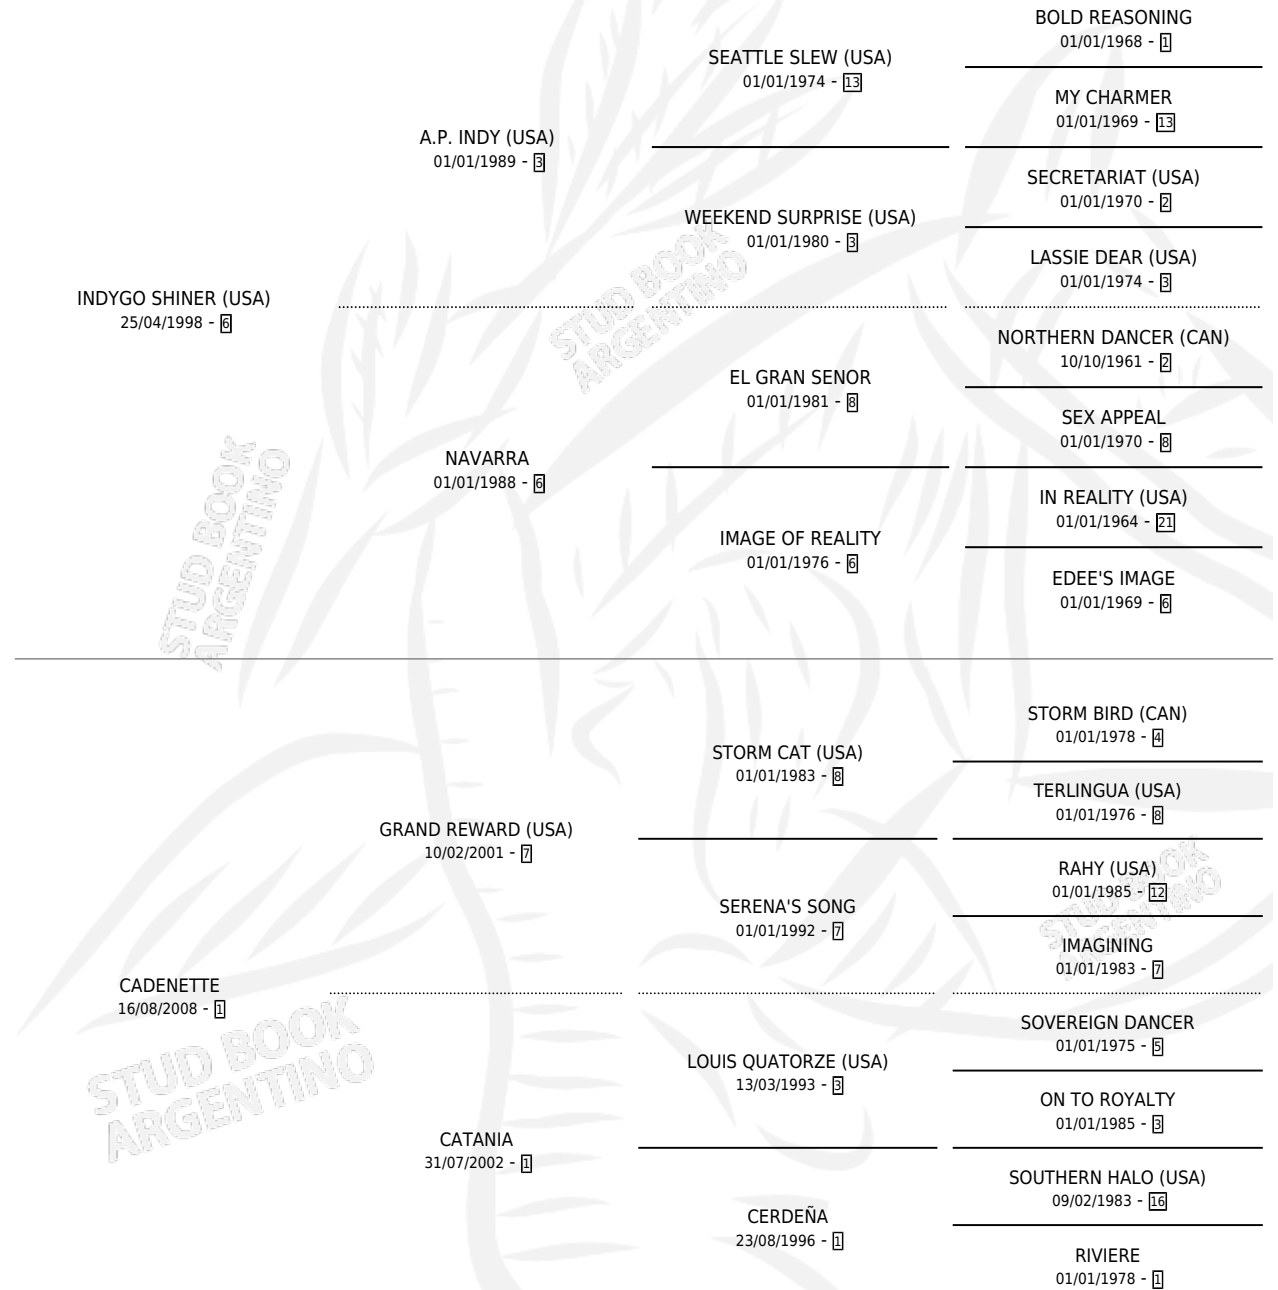 BOLD REASONING
01/01/1968 - 1
SEATTLE SLEW (USA)
01/01/1974 - 13
MY CHARMER
01/01/1969 - 13
A.P. INDY (USA)
01/01/1989 - 3
SECRETARIAT (USA)
01/01/1970 - 2
WEEKEND SURPRISE (USA)
01/01/1980 - 3
LASSIE DEAR (USA)
01/01/1974 - 3
INDYGO SHINER (USA)
25/04/1998 - 6
NORTHERN DANCER (CAN)
10/10/1961 - 2
EL GRAN SENOR
01/01/1981 - 8
SEX APPEAL
01/01/1970 - 8
NAVARRA
01/01/1988 - 6
IN REALITY (USA)
01/01/1964 - 21
IMAGE OF REALITY
01/01/1976 - 6
EDEE'S IMAGE
01/01/1969 - 6
STORM BIRD (CAN)
01/01/1978 - 4
STORM CAT (USA)
01/01/1983 - 8
TERLINGUA (USA)
01/01/1976 - 8
GRAND REWARD (USA)
10/02/2001 - 7
RAHY (USA)
01/01/1985 - 12
SERENA'S SONG
01/01/1992 - 7
IMAGINING
01/01/1983 - 7
CADENETTE
16/08/2008 - 1
SOVEREIGN DANCER
01/01/1975 - 5
LOUIS QUATORZE (USA)
13/03/1993 - 3
ON TO ROYALTY
01/01/1985 - 3
CATANIA
31/07/2002 - 1
SOUTHERN HALO (USA)
09/02/1983 - 16
CERDEÑA
23/08/1996 - 1
RIVIERE
01/01/1978 - 1
STUD BOOK
ARGENTINO
STUD BOOK
ARGENTINO
STUD BOOK
ARGENTINO
STUD BOOK
ARGENTINO